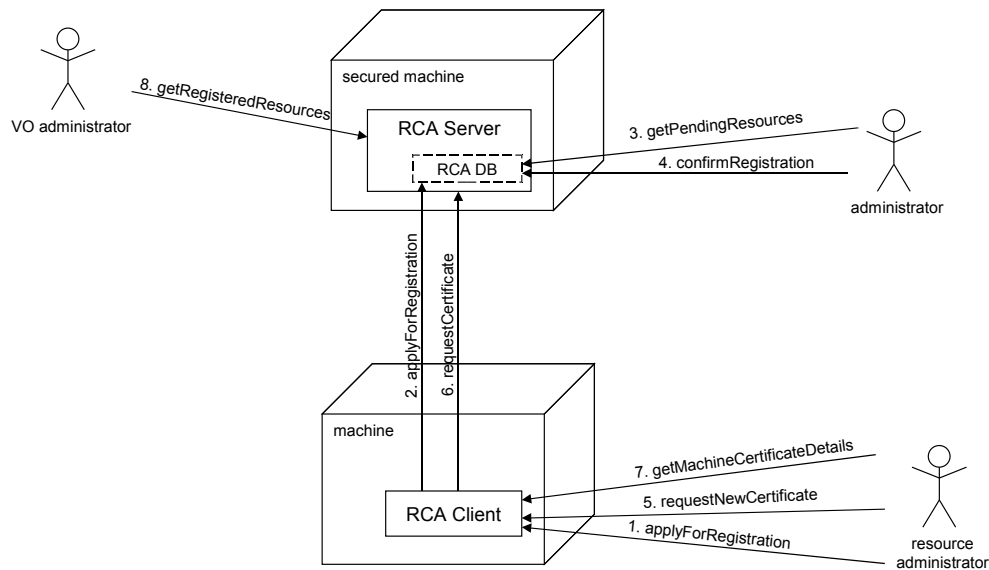 secured machine
8. getRegisteredResources
RCA Server
3. getPendingResources
VO administrator
RCA DB
4. confirmRegistration
administrator
2. applyForRegistration
6. requestCertificate
machine
7. getMachineCertificateDetails
5. requestNewCertificate
RCA Client
1. applyForRegistration
resource
administrator